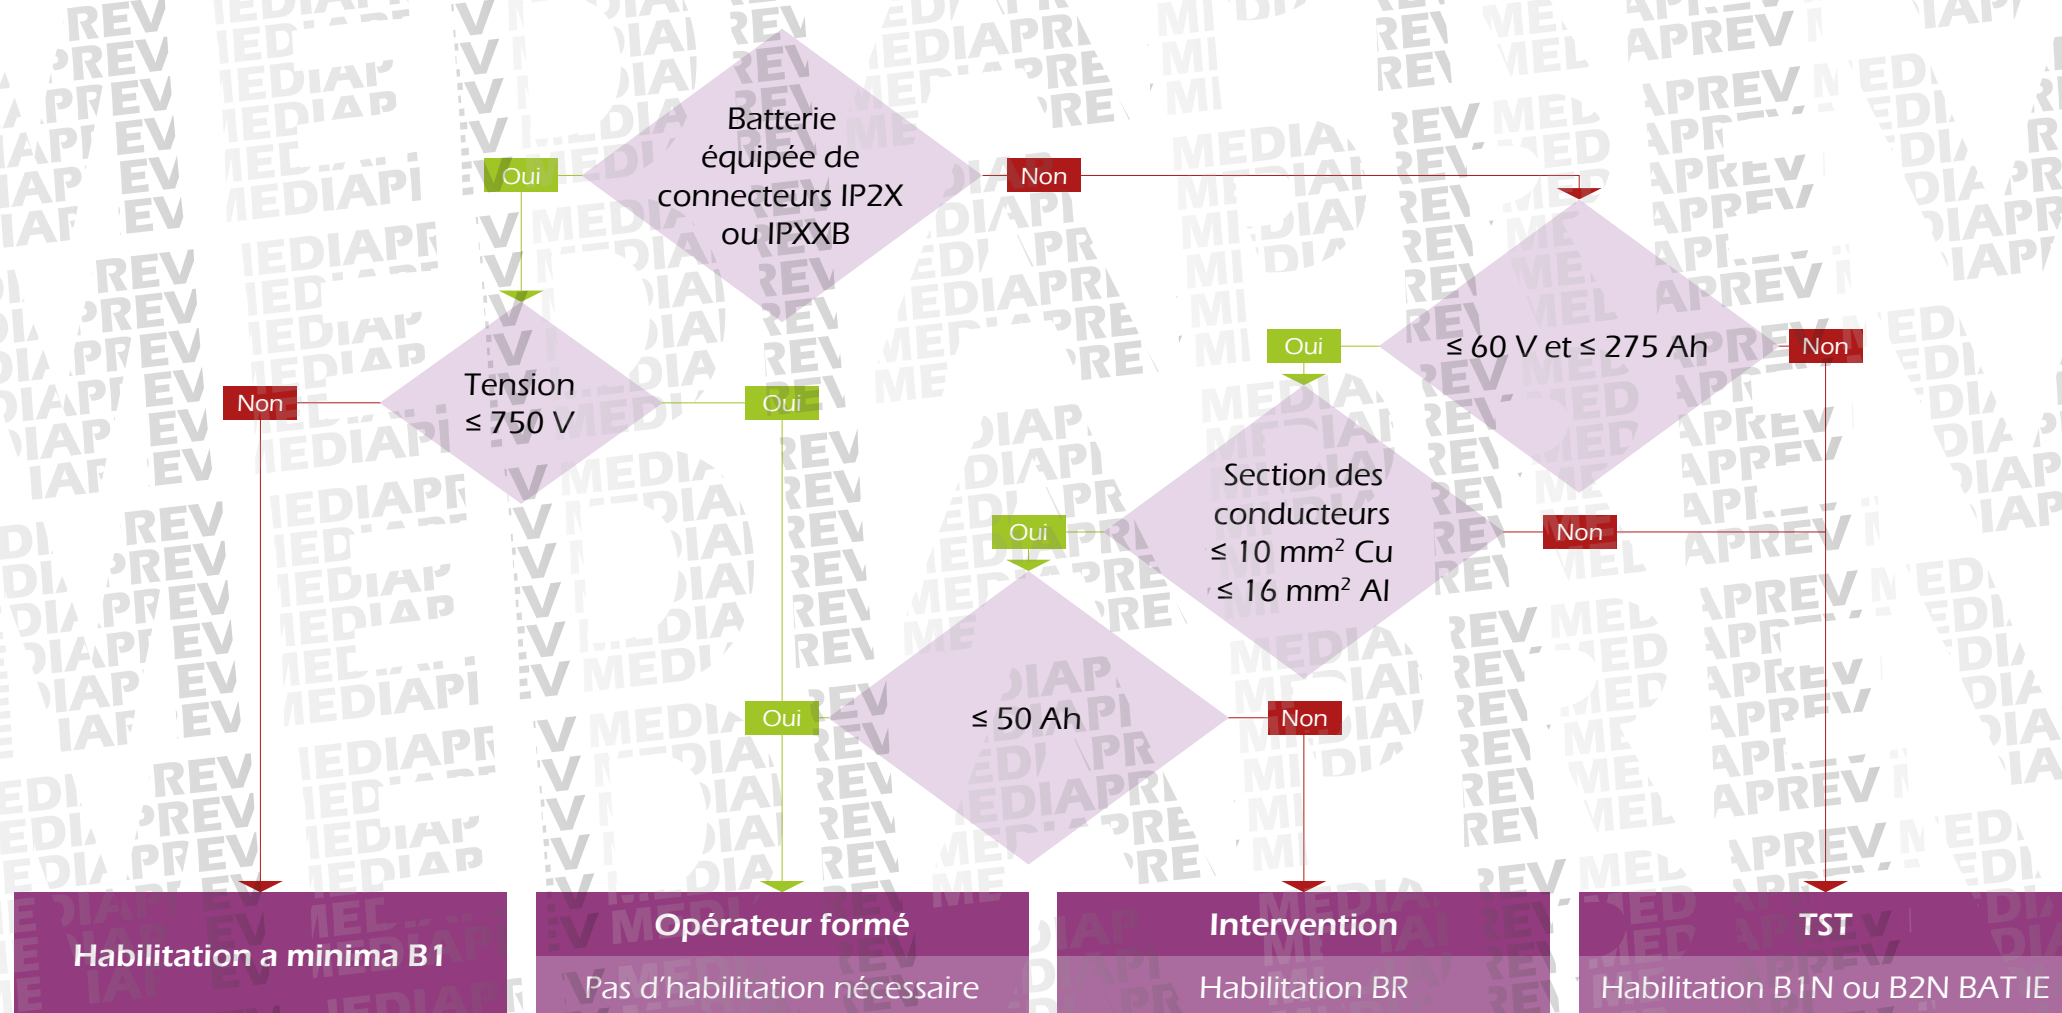 Batterie
équipée de
connecteurs IP2X
ou IPXXB
Oui
Non
≤ 60 V et ≤ 275 Ah
Oui
Non
Tension
≤ 750 V
Non
Oui
Section des
conducteurs
≤ 10 mm² Cu
≤ 16 mm² Al
Oui
Non
≤ 50 Ah
Oui
Non
Habilitation a minima B1
Opérateur formé
Pas d’habilitation nécessaire
Intervention
Habilitation BR
TST
Habilitation B1N ou B2N BAT IE